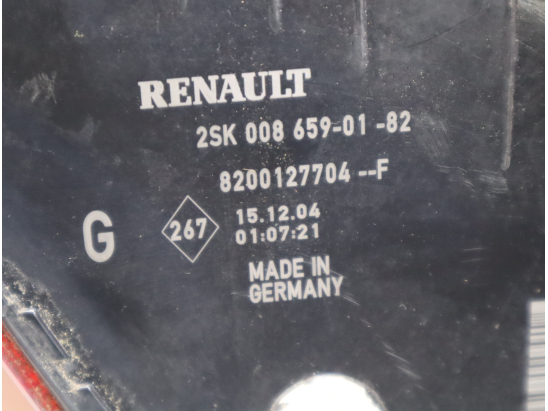 RENAULT
2SK 008 659-01 -82
8200127704 --F
G
267
15.12.04
01:07:21
MADE IN
GERMANY